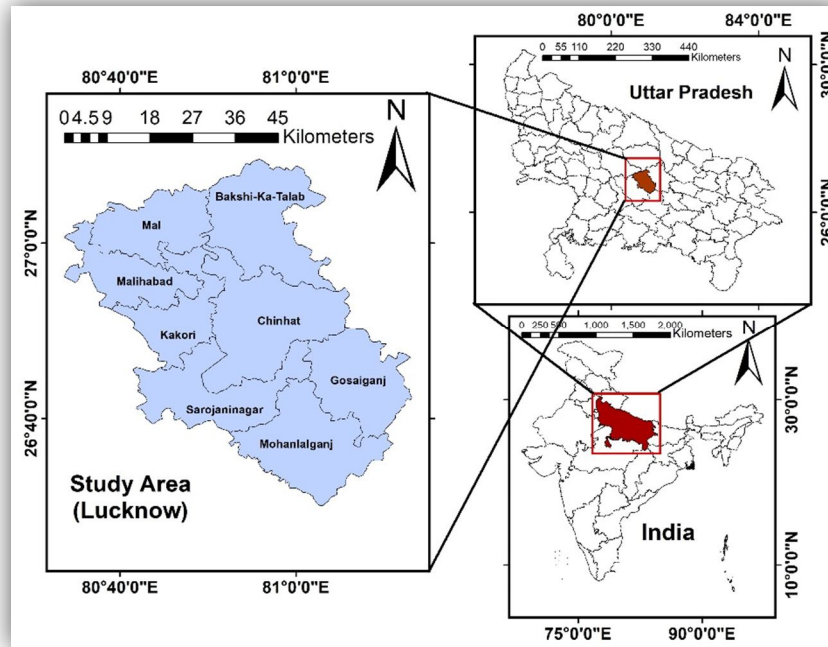 80°40'0"E 81°0'0"E
0 4.5 9 18 27 36 45
Kilometers
N
27°0'0"N
26°40'0"N
Bakshi-Ka-Talab
Mal
Malihabad
Kakori
Chinhat
Gosaiganj
Sarojaninagar
Mohanlalganj
Study Area
(Lucknow)
80°40'0"E 81°0'0"E
80°0'0"E 84°0'0"E
0 55 110 220 330 440
Kilometers
N
Uttar Pradesh
30°0'0"N
26°0'0"N
0 250 500 1,000 1,500 2,000
Kilometers
N
30°0'0"N
India
10°0'0"N
75°0'0"E 90°0'0"E